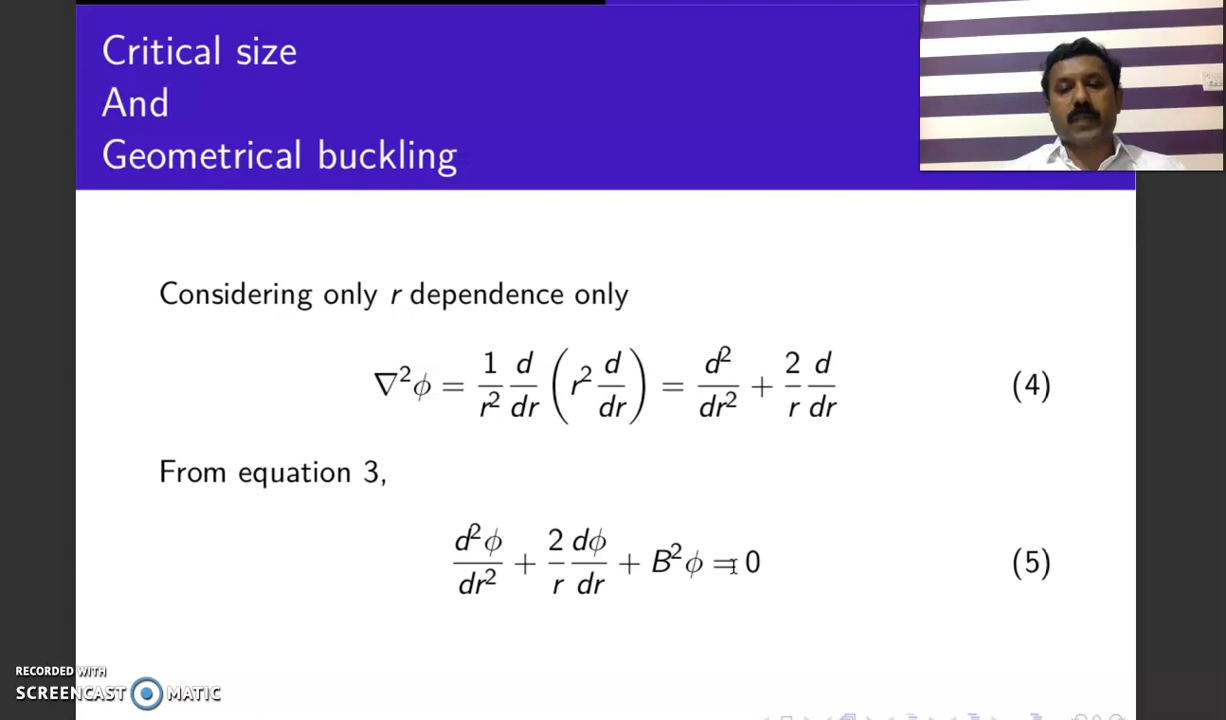 Critical size
And
Geometrical buckling
Considering only r dependence only
∇²ϕ = 1/r² d/dr (r² d/dr) = d²/dr² + 2/r d/dr (4)
From equation 3,
d²ϕ/dr² + 2/r dϕ/dr + B²ϕ = 0 (5)
RECORDED WITH
SCREENCAST MATIC